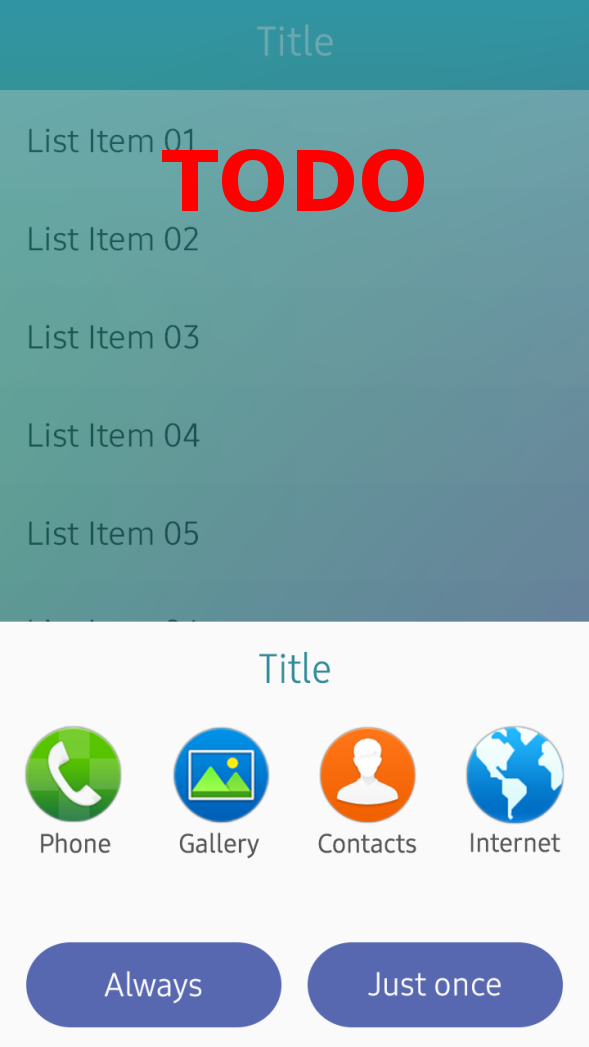 Title
List Item 01
TODO
List Item 02
List Item 03
List Item 04
List Item 05
Title
Phone Gallery Contacts Internet
Always Just once